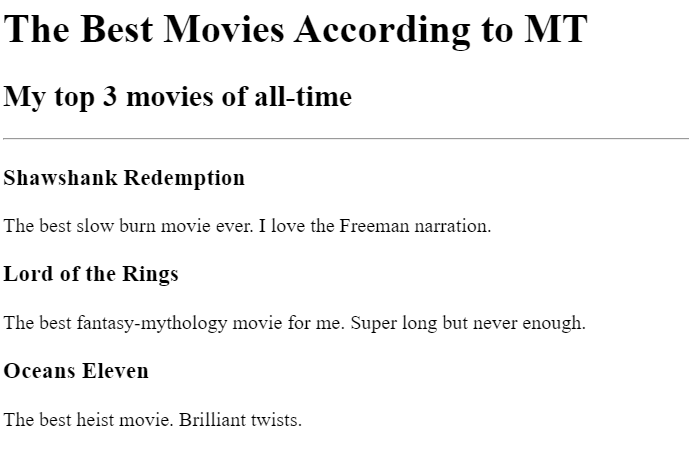 The Best Movies According to MT
My top 3 movies of all-time
Shawshank Redemption
The best slow burn movie ever. I love the Freeman narration.
Lord of the Rings
The best fantasy-mythology movie for me. Super long but never enough.
Oceans Eleven
The best heist movie. Brilliant twists.